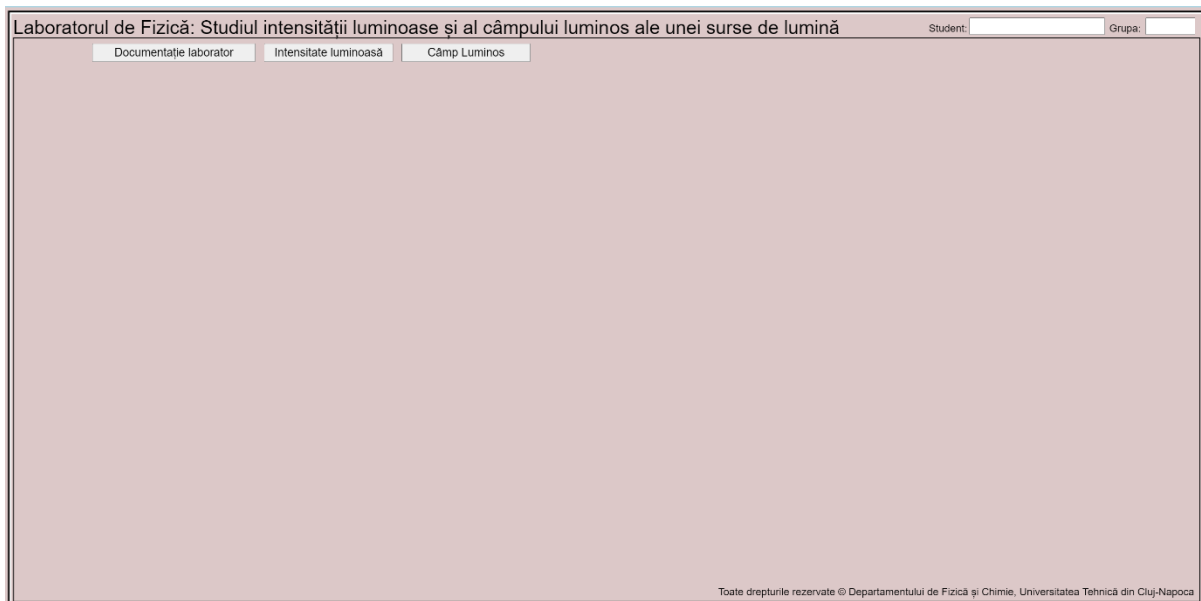 Laboratorul de Fizică: Studiul intensității luminoase și al câmpului luminos ale unei surse de lumină Student: Grupa:
Documentație laborator Intensitate luminoasă Câmp Luminos
Toate drepturile rezervate © Departamentului de Fizică și Chimie, Universitatea Tehnică din Cluj-Napoca